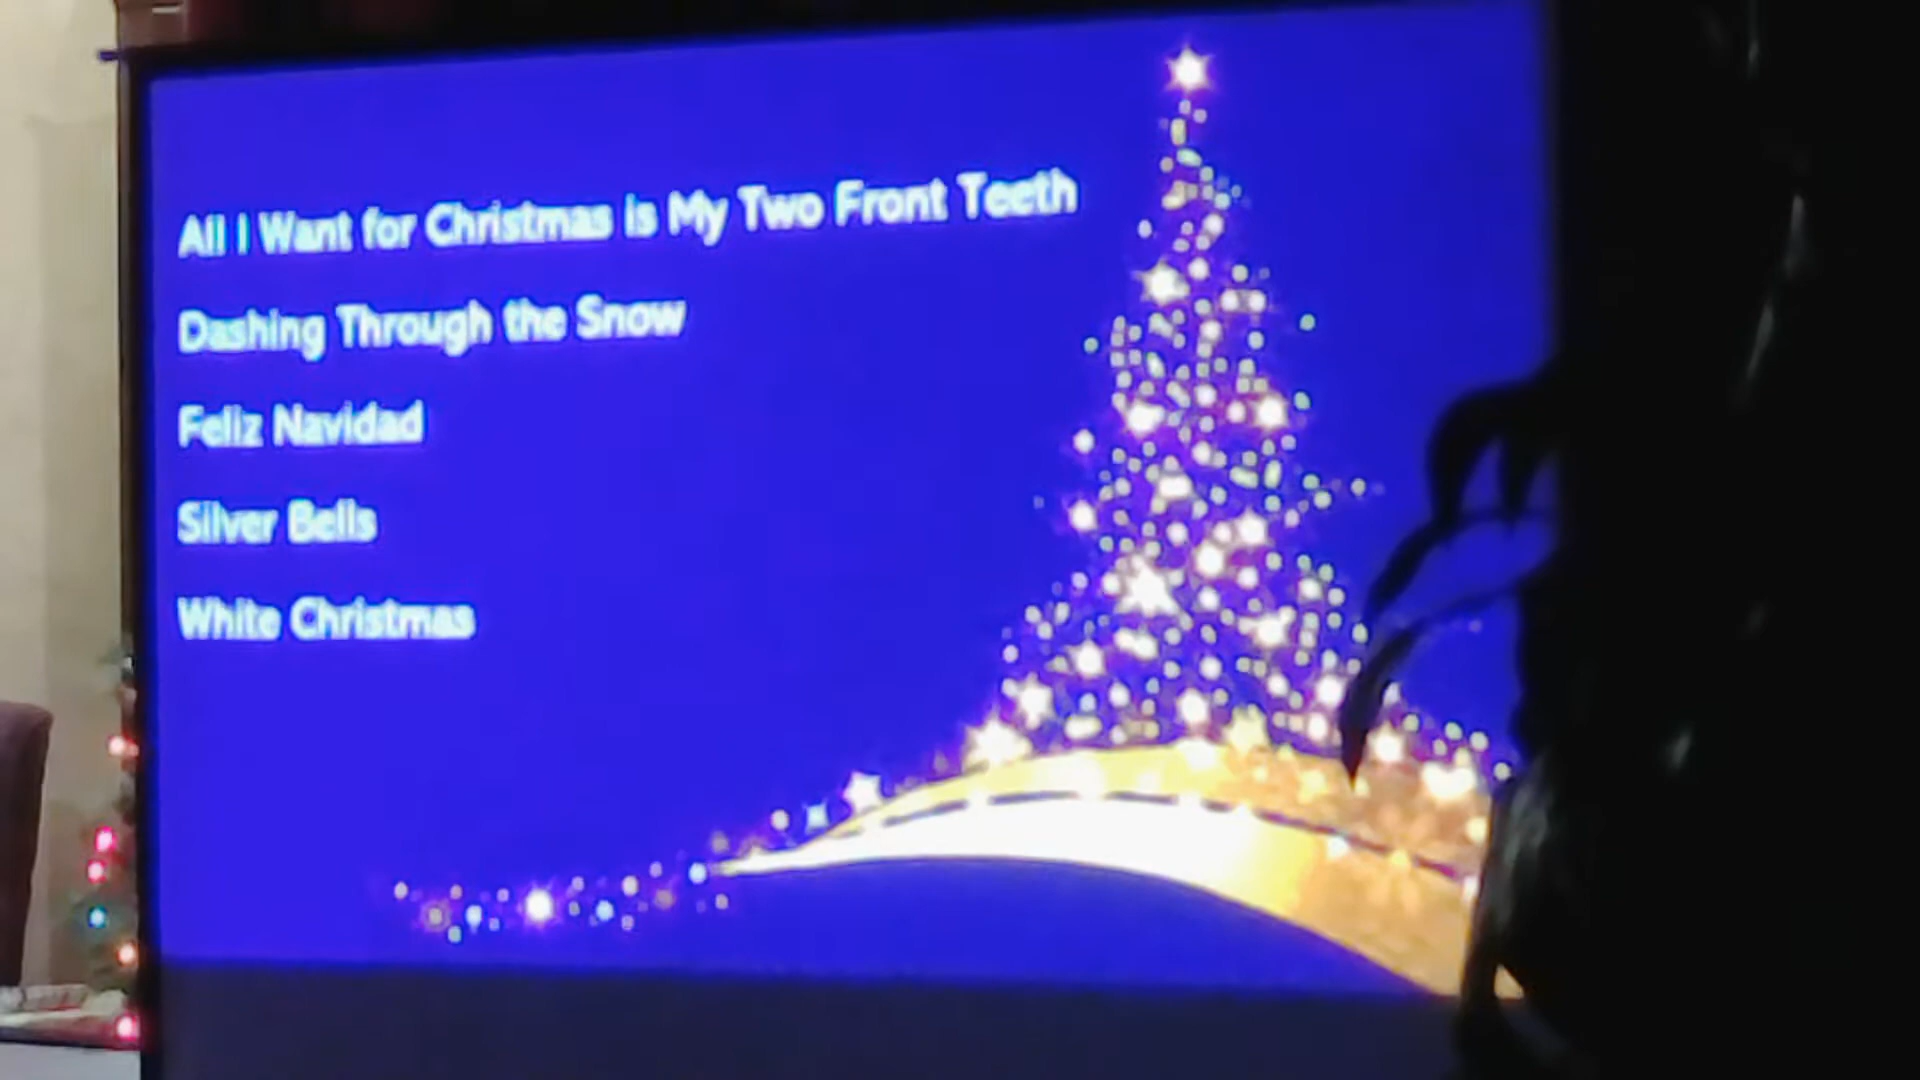 All I Want for Christmas is My Two Front Teeth
Dashing Through the Snow
Feliz Navidad
Silver Bells
White Christmas